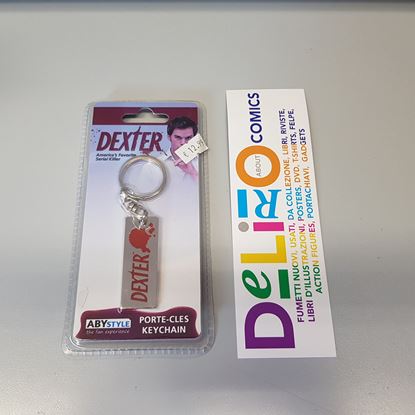 DEXTER
America's Favorite
Serial Killer
€ 12,99
DEXTER
ABYSTYLE
the fan experience
PORTE-CLES
KEYCHAIN
DeLiRiO
ABOUT
COMICS
FUMETTI NUOVI, USATI, DA COLLEZIONE, LIBRI, RIVISTE,
LIBRI D'ILLUSTRAZIONI, POSTERS, DVD, T-SHIRTS, FELPE,
ACTION FIGURES, PORTACHIAVI, GADGETS